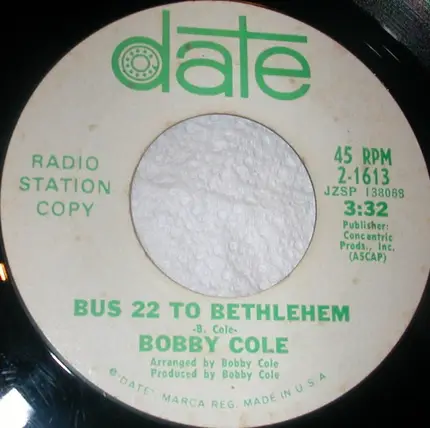 date
RADIO
STATION
COPY
45 RPM
2-1613
JZSP 138068
3:32
Publisher:
Concentric
Prods., Inc.
(ASCAP)
BUS 22 TO BETHLEHEM
-B. Cole-
BOBBY COLE
Arranged by Bobby Cole
Produced by Bobby Cole
"DATE" MARCA REG. MADE IN U S A